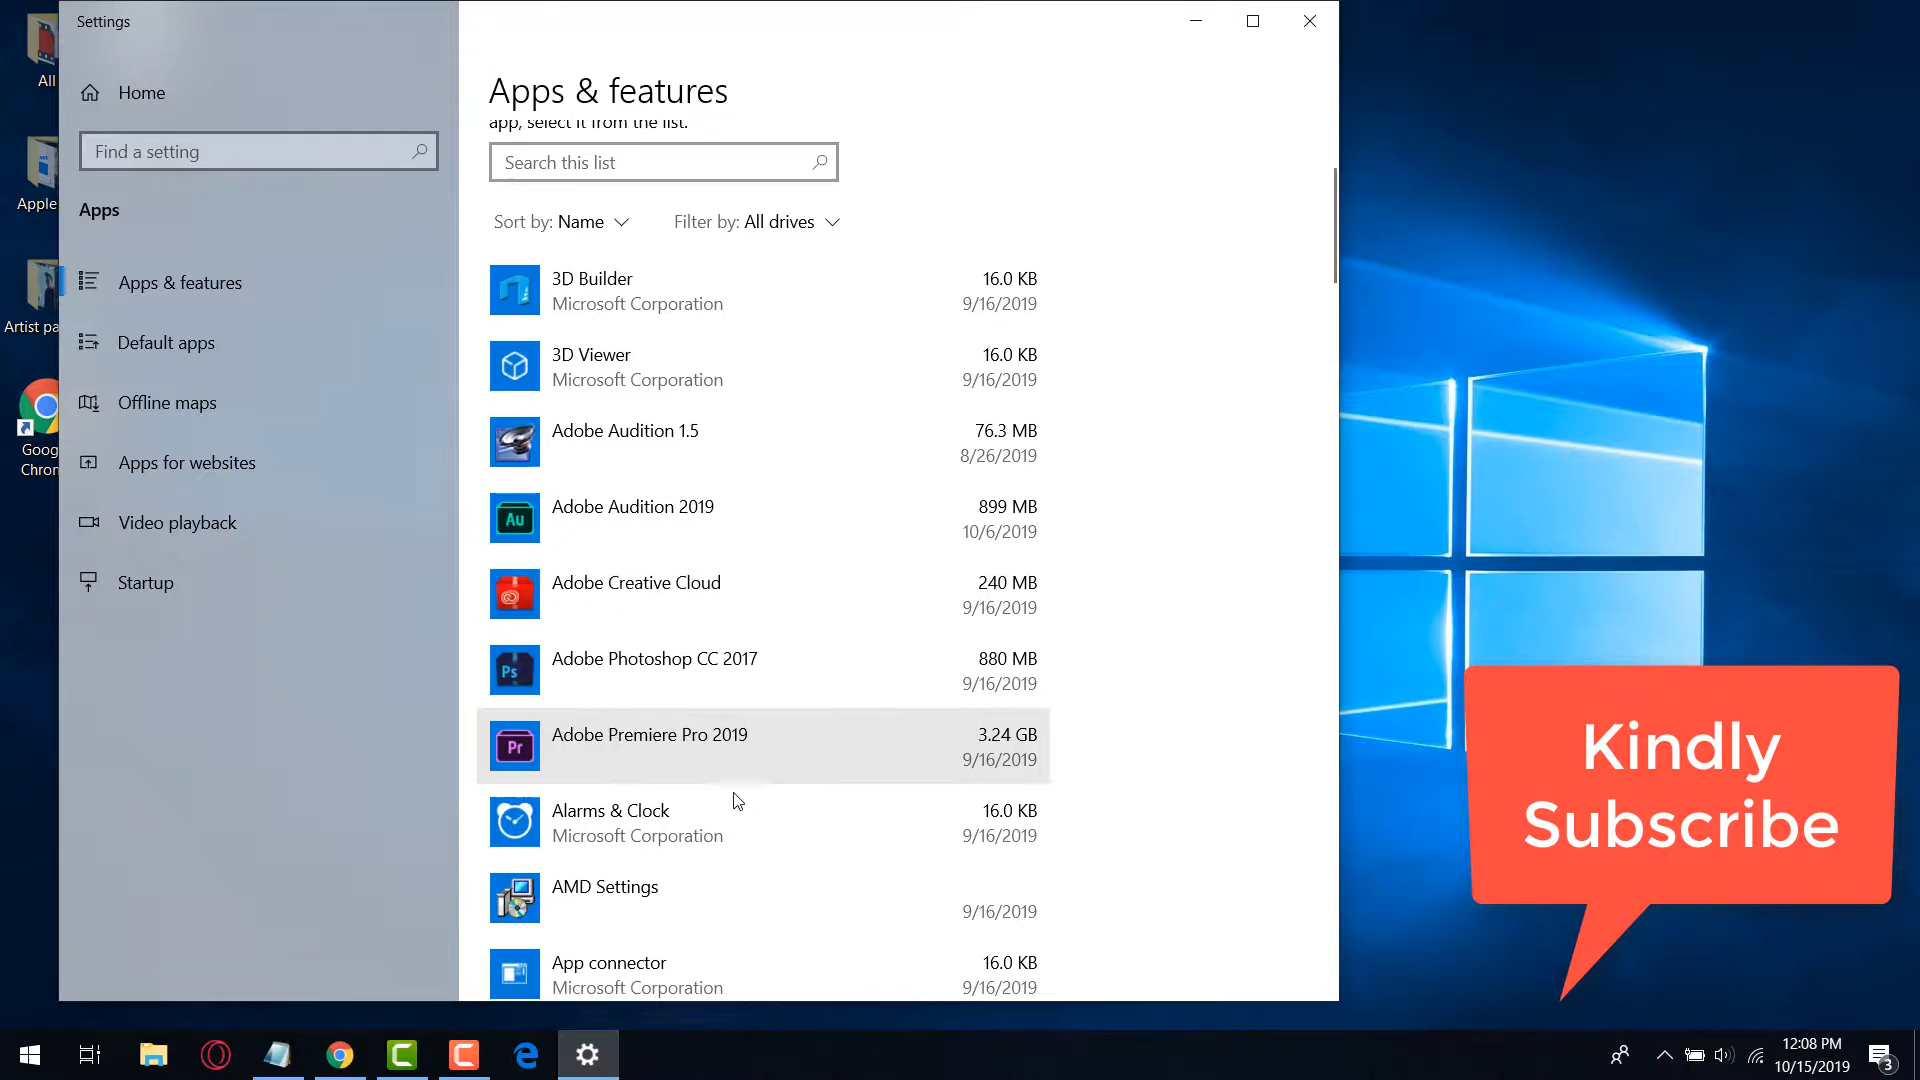 Settings
Home
Find a setting
Apps
Apps & features
Default apps
Offline maps
Apps for websites
Video playback
Startup
Apps & features
app, select it from the list.
Search this list
Sort by: Name
Filter by: All drives
3D Builder 16.0 KB
Microsoft Corporation 9/16/2019
3D Viewer 16.0 KB
Microsoft Corporation 9/16/2019
Adobe Audition 1.5 76.3 MB
8/26/2019
Au
Adobe Audition 2019 899 MB
10/6/2019
Adobe Creative Cloud 240 MB
9/16/2019
Ps
Adobe Photoshop CC 2017 880 MB
9/16/2019
Pr
Adobe Premiere Pro 2019 3.24 GB
9/16/2019
Alarms & Clock 16.0 KB
Microsoft Corporation 9/16/2019
AMD Settings
9/16/2019
App connector 16.0 KB
Microsoft Corporation 9/16/2019
All
Apple
Artist pa
Goog
Chron
Kindly
Subscribe
12:08 PM
10/15/2019
3